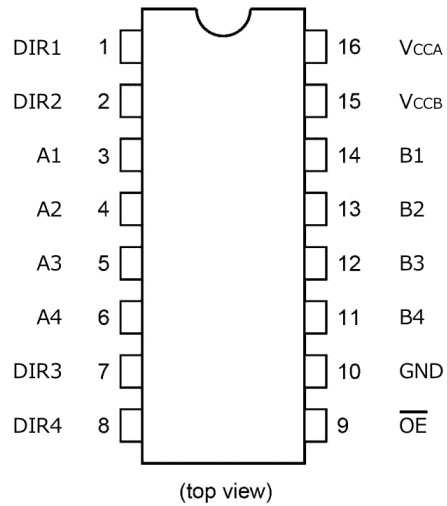 DIR1 1 16 VCCA
DIR2 2 15 VCCB
A1 3 14 B1
A2 4 13 B2
A3 5 12 B3
A4 6 11 B4
DIR3 7 10 GND
DIR4 8 9 O̅E̅
(top view)